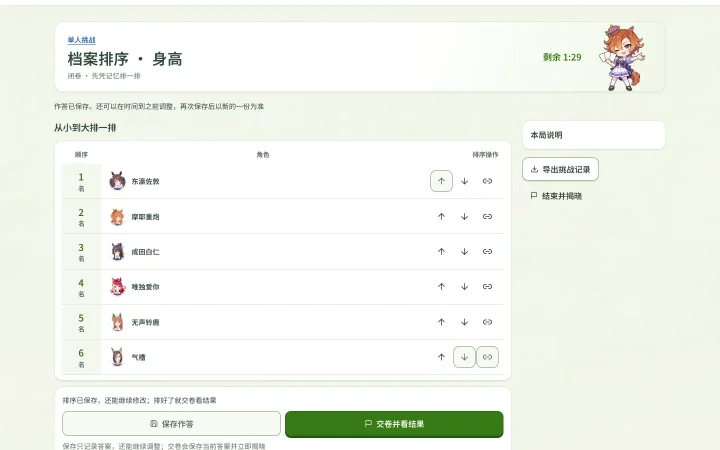 单人挑战
档案排序 · 身高
闭卷 · 先凭记忆排一排
剩余 1:29
作答已保存。还可以在时间到之前调整，再次保存后以新的一份为准
从小到大排一排
顺序 角色 排序操作
1 名 东瀛佐敦
2 名 摩耶重炮
3 名 成田白仁
4 名 唯独爱你
5 名 无声铃鹿
6 名 气槽
排序已保存，还能继续修改；排好了就交卷看结果
保存作答
交卷并看结果
保存只记录答案，还能继续调整；交卷会保存当前答案并立即揭晓
本局说明
导出挑战记录
结束并揭晓